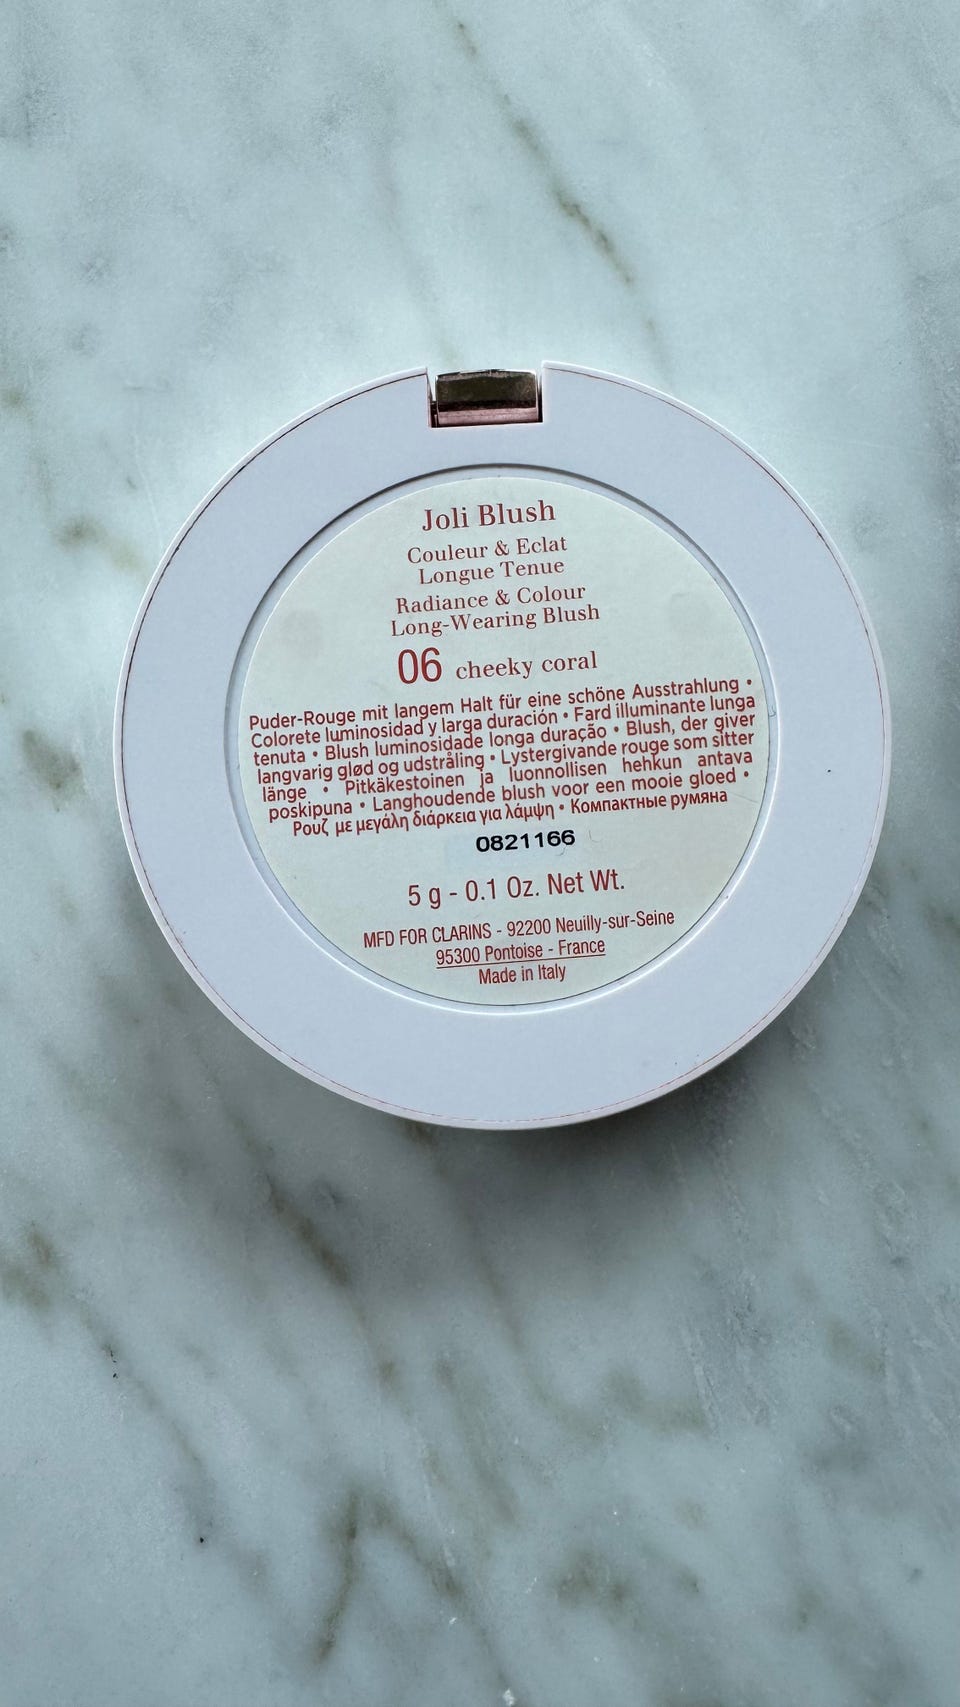 Joli Blush
Couleur & Eclat
Longue Tenue
Radiance & Colour
Long-Wearing Blush
06 cheeky coral
Puder-Rouge mit langem Halt für eine schöne Ausstrahlung •
Colorete luminosidad y larga duración • Fard illuminante lunga
tenuta • Blush luminosidade longa duração • Blush, der giver
langvarig glød og udstråling • Lystergivande rouge som sitter
länge • Pitkäkestoinen ja luonnollisen hehkun antava
poskipuna • Langhoudende blush voor een mooie gloed •
Ρουζ με μεγάλη διάρκεια για λάμψη • Компактные румяна
0821166
5 g - 0.1 Oz. Net Wt.
MFD FOR CLARINS - 92200 Neuilly-sur-Seine
95300 Pontoise - France
Made in Italy